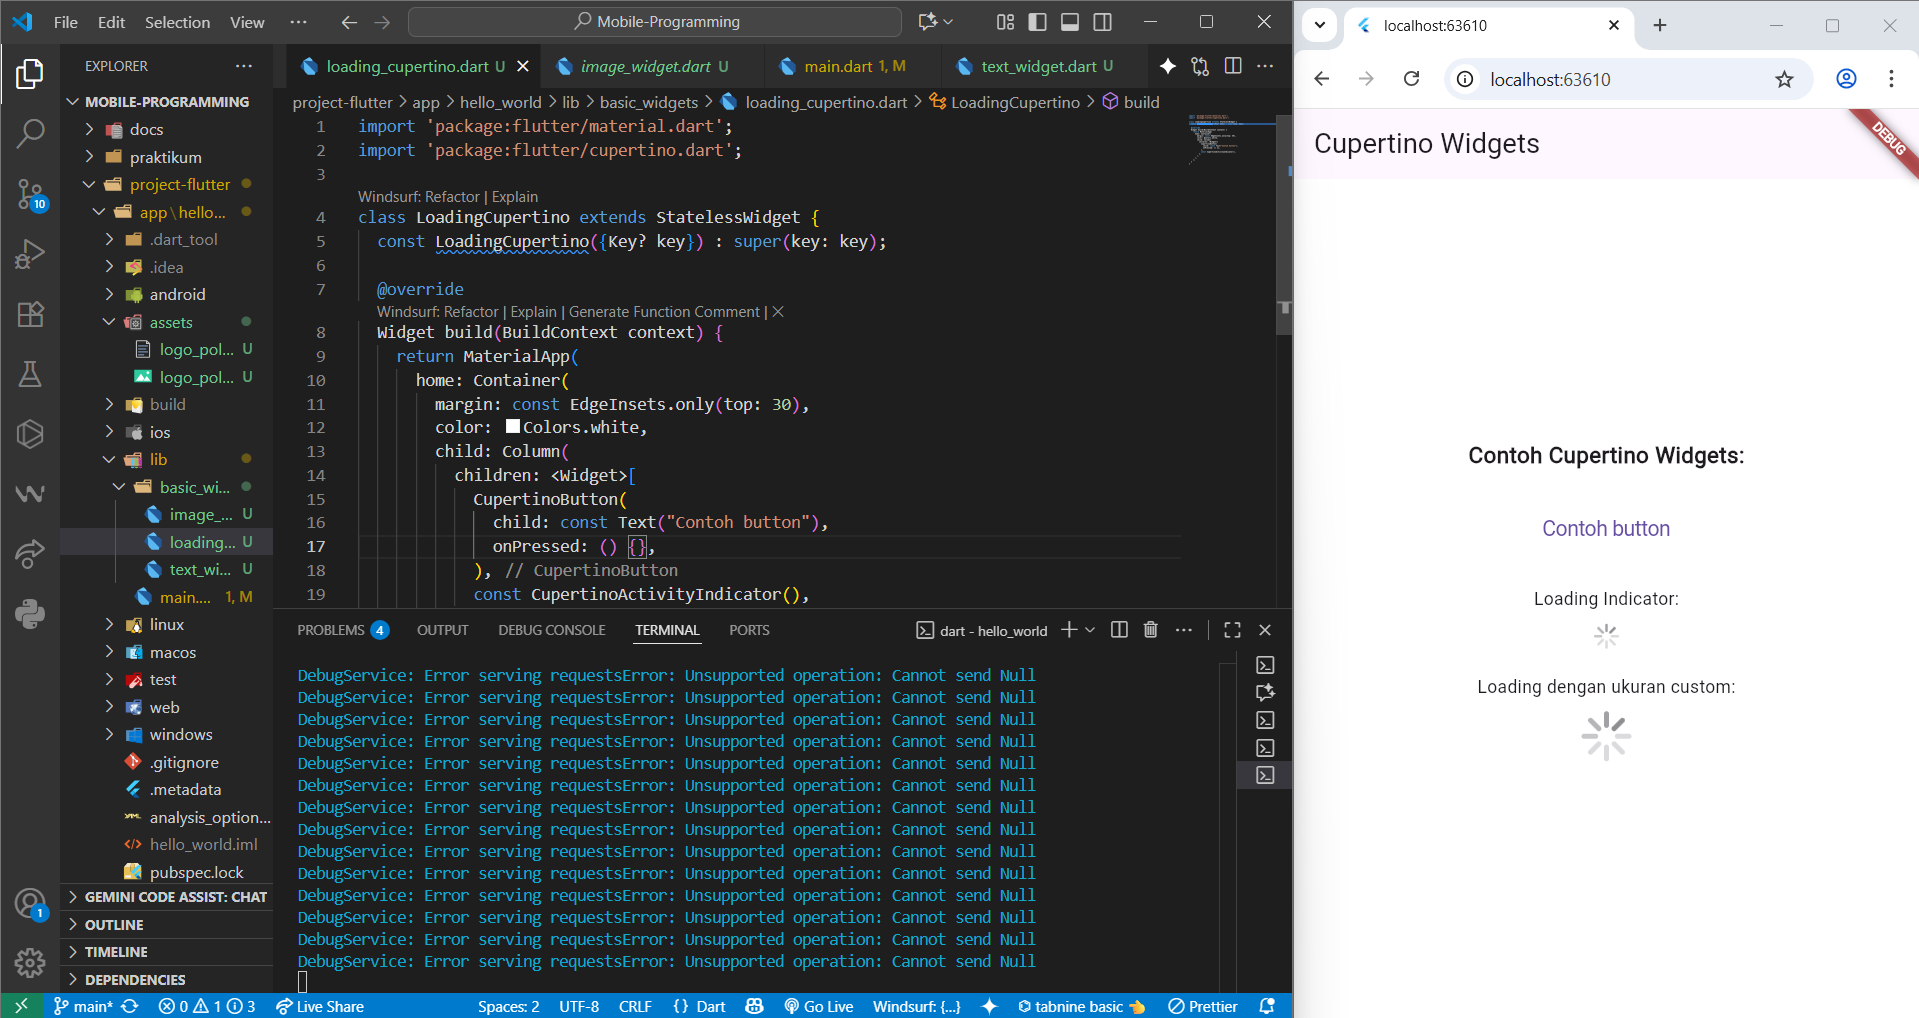 File Edit Selection View ··· Mobile-Programming
EXPLORER ···
MOBILE-PROGRAMMING
docs
praktikum
project-flutter
app\hello...
.dart_tool
.idea
android
assets
logo_pol... U
logo_pol... U
build
ios
lib
basic_wi...
image_... U
loading... U
text_wi... U
main.... 1, M
linux
macos
test
web
windows
.gitignore
.metadata
analysis_option...
hello_world.iml
pubspec.lock
GEMINI CODE ASSIST: CHAT
OUTLINE
TIMELINE
DEPENDENCIES
10
1
loading_cupertino.dart U image_widget.dart U main.dart 1, M text_widget.dart U
project-flutter > app > hello_world > lib > basic_widgets > loading_cupertino.dart > LoadingCupertino > build
1 import 'package:flutter/material.dart';
2 import 'package:flutter/cupertino.dart';
3
Windsurf: Refactor | Explain
4 class LoadingCupertino extends StatelessWidget {
5 const LoadingCupertino({Key? key}) : super(key: key);
6
7 @override
Windsurf: Refactor | Explain | Generate Function Comment | ×
8 Widget build(BuildContext context) {
9 return MaterialApp(
10 home: Container(
11 margin: const EdgeInsets.only(top: 30),
12 color: Colors.white,
13 child: Column(
14 children: <Widget>[
15 CupertinoButton(
16 child: const Text("Contoh button"),
17 onPressed: () {},
18 ), // CupertinoButton
19 const CupertinoActivityIndicator(),
PROBLEMS 4 OUTPUT DEBUG CONSOLE TERMINAL PORTS dart - hello_world
DebugService: Error serving requestsError: Unsupported operation: Cannot send Null
DebugService: Error serving requestsError: Unsupported operation: Cannot send Null
DebugService: Error serving requestsError: Unsupported operation: Cannot send Null
DebugService: Error serving requestsError: Unsupported operation: Cannot send Null
DebugService: Error serving requestsError: Unsupported operation: Cannot send Null
DebugService: Error serving requestsError: Unsupported operation: Cannot send Null
DebugService: Error serving requestsError: Unsupported operation: Cannot send Null
DebugService: Error serving requestsError: Unsupported operation: Cannot send Null
DebugService: Error serving requestsError: Unsupported operation: Cannot send Null
DebugService: Error serving requestsError: Unsupported operation: Cannot send Null
DebugService: Error serving requestsError: Unsupported operation: Cannot send Null
DebugService: Error serving requestsError: Unsupported operation: Cannot send Null
DebugService: Error serving requestsError: Unsupported operation: Cannot send Null
DebugService: Error serving requestsError: Unsupported operation: Cannot send Null
main* 0 1 3 Live Share Spaces: 2 UTF-8 CRLF {} Dart Go Live Windsurf: {...} tabnine basic Prettier
localhost:63610
localhost:63610
Cupertino Widgets
DEBUG
Contoh Cupertino Widgets:
Contoh button
Loading Indicator:
Loading dengan ukuran custom: